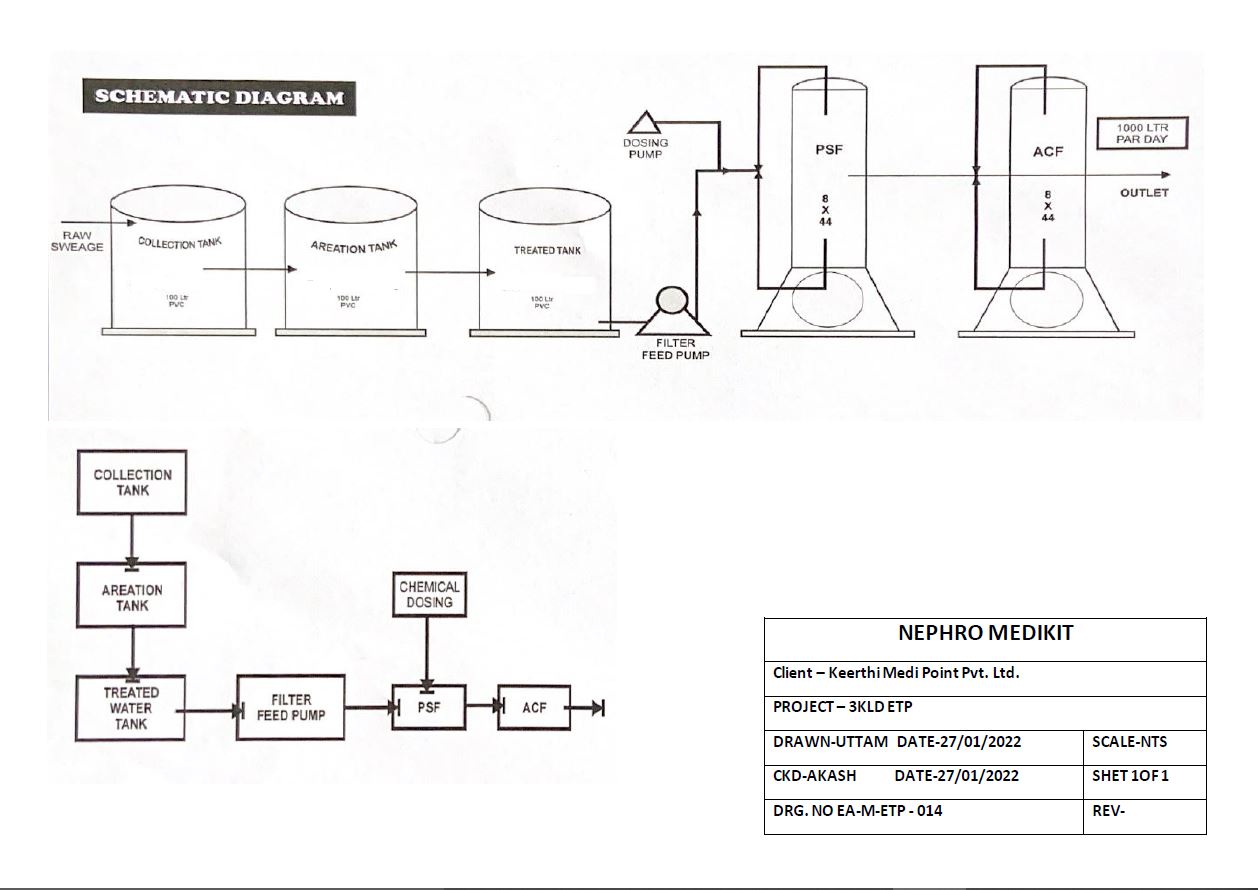 SCHEMATIC DIAGRAM
RAW
SWEAGE
COLLECTION TANK
100 Ltr
PVC
AREATION TANK
100 Ltr
PVC
TREATED TANK
100 Ltr
PVC
DOSING
PUMP
FILTER
FEED PUMP
PSF
8
X
44
ACF
8
X
44
1000 LTR
PAR DAY
OUTLET
COLLECTION
TANK
AREATION
TANK
TREATED
WATER
TANK
FILTER
FEED PUMP
CHEMICAL
DOSING
PSF
ACF
NEPHRO MEDIKIT
Client – Keerthi Medi Point Pvt. Ltd.
PROJECT – 3KLD ETP
DRAWN-UTTAM DATE-27/01/2022 SCALE-NTS
CKD-AKASH DATE-27/01/2022 SHET 1OF 1
DRG. NO EA-M-ETP - 014 REV-